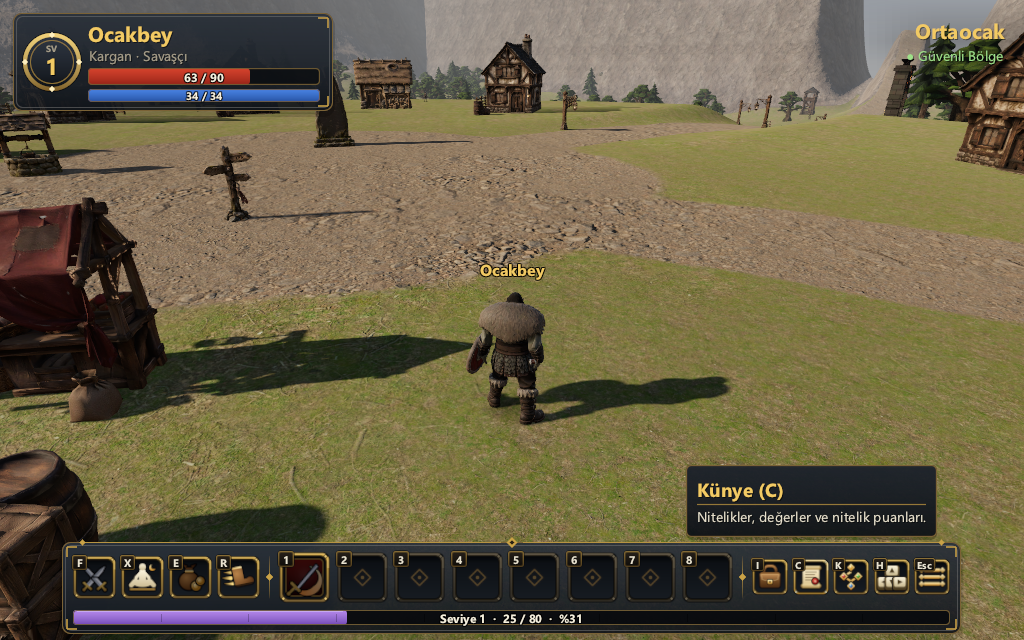 SV
1
Ocakbey
Kargan · Savaşçı
63 / 90
34 / 34
Ortaocak
Güvenli Bölge
Ocakbey
Künye (C)
Nitelikler, değerler ve nitelik puanları.
F X E R 1 2 3 4 5 6 7 8 I C K H Esc
Seviye 1 · 25 / 80 · %31